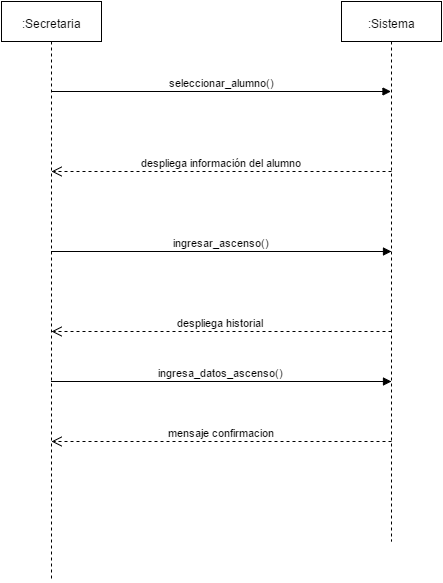 :Secretaria
:Sistema
seleccionar_alumno()
despliega información del alumno
ingresar_ascenso()
despliega historial
ingresa_datos_ascenso()
mensaje confirmacion